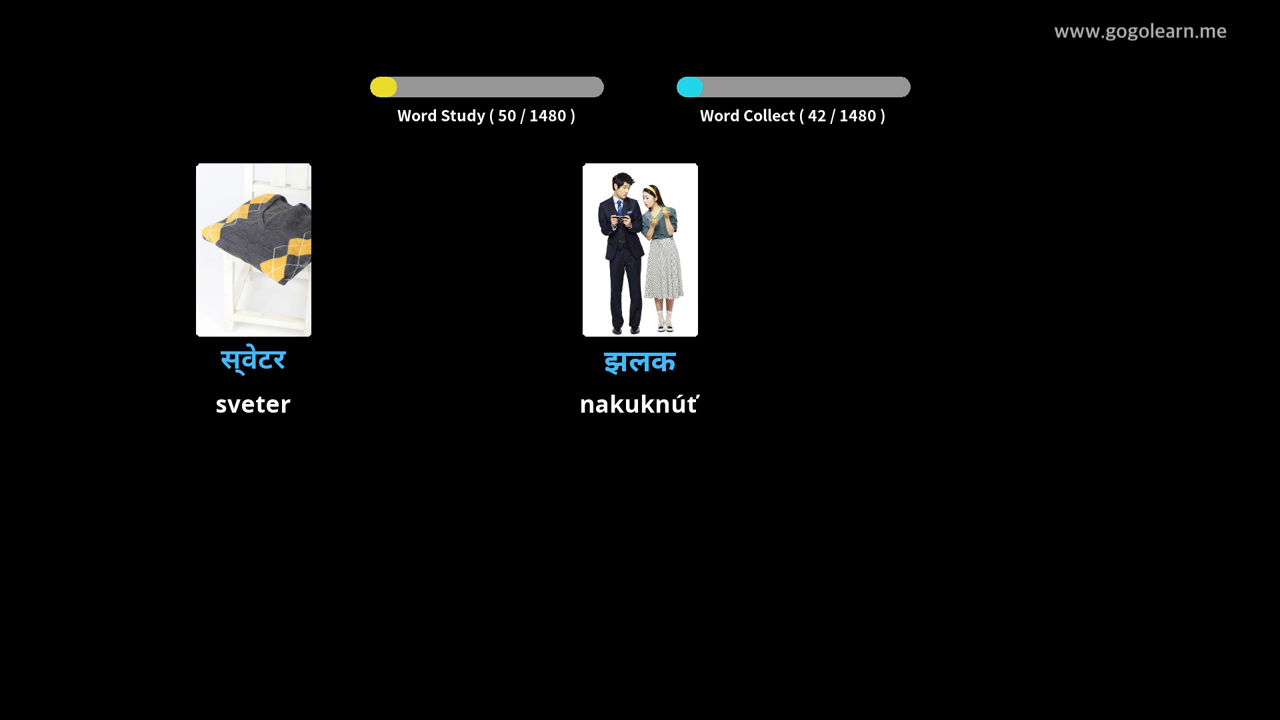 www.gogolearn.me
Word Study ( 50 / 1480 )
Word Collect ( 42 / 1480 )
स्वेटर
झलक
sveter
nakuknúť